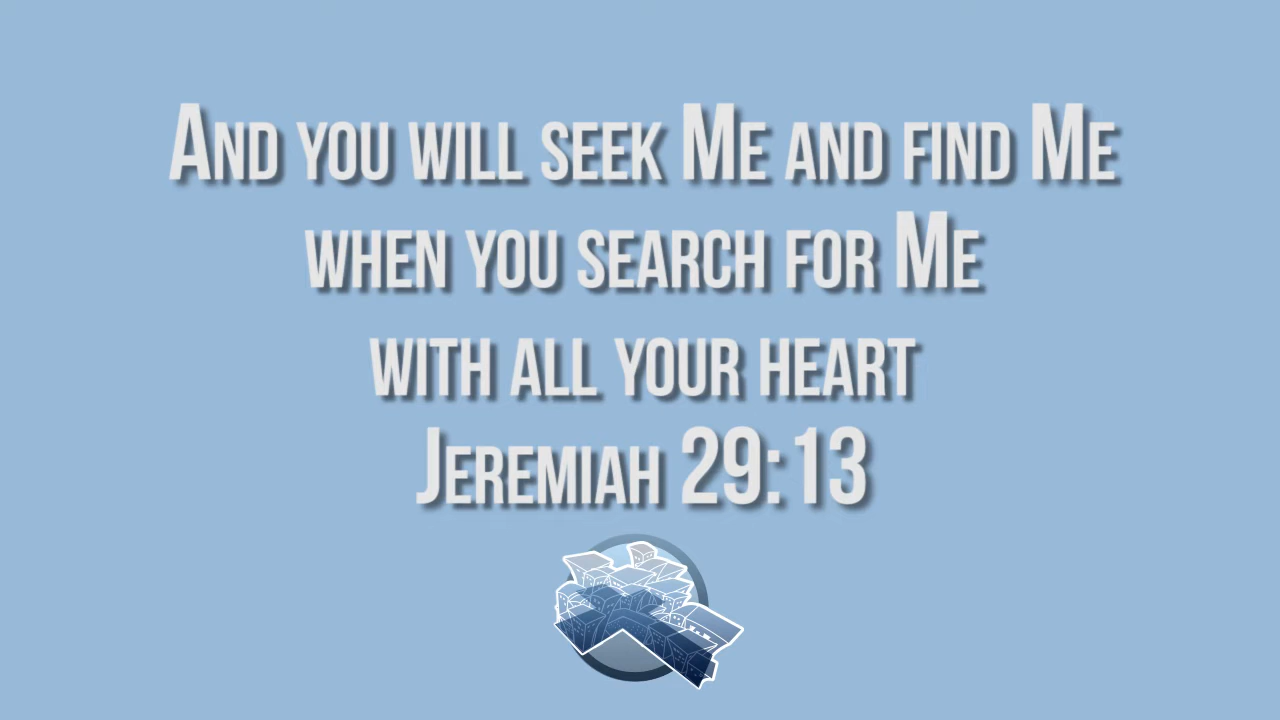 And you will seek Me and find Me
when you search for Me
with all your heart
Jeremiah 29:13